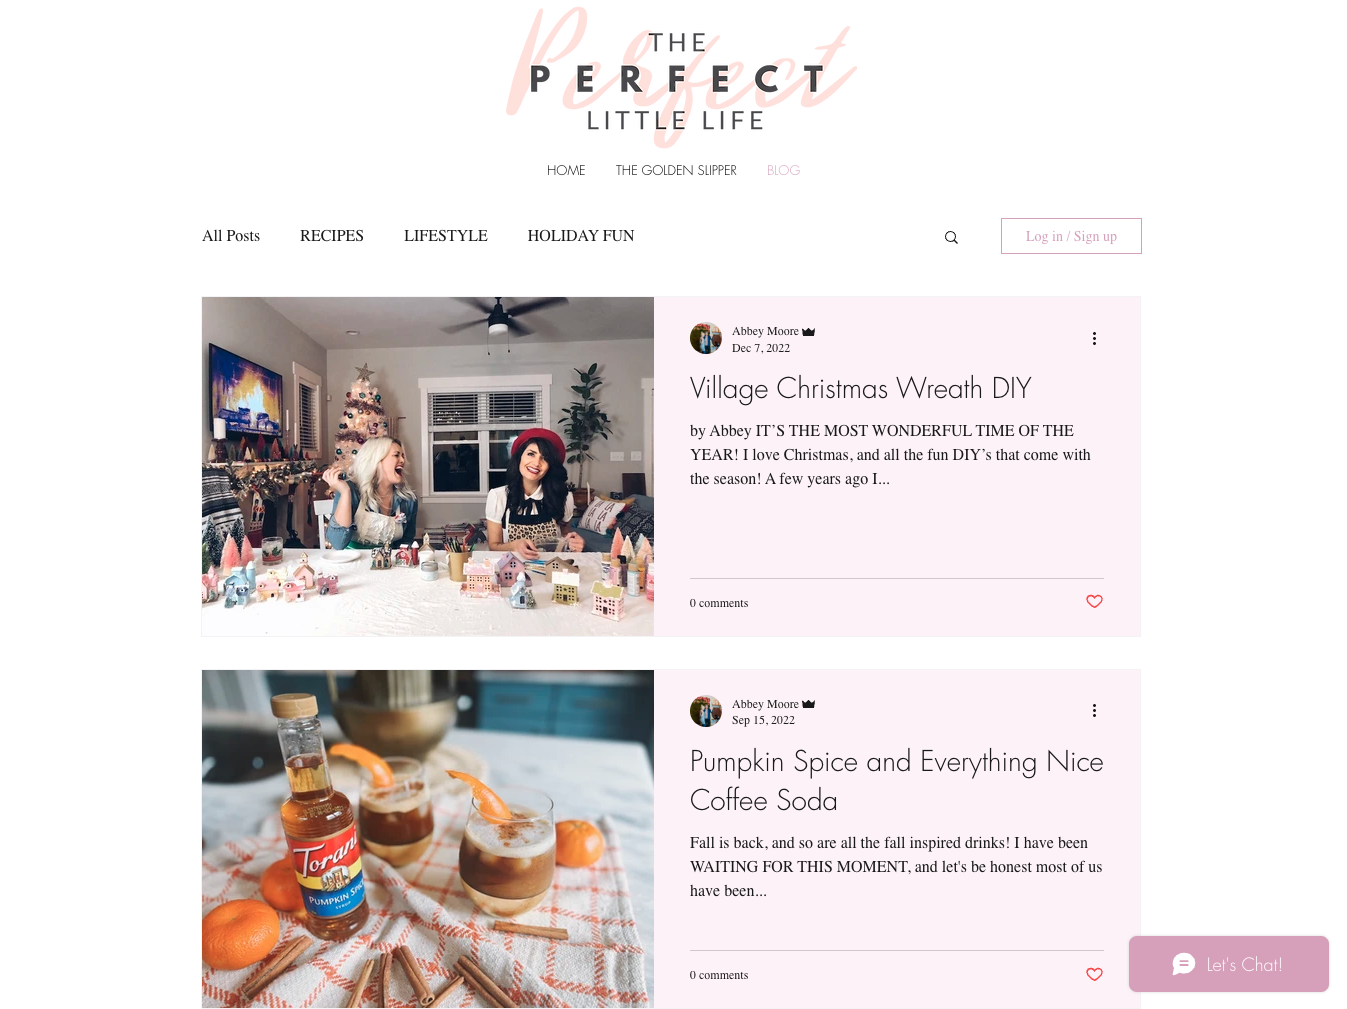 Perfect
THE
PERFECT
LITTLE LIFE
HOME THE GOLDEN SLIPPER BLOG
All Posts RECIPES LIFESTYLE HOLIDAY FUN Log in / Sign up
Abbey Moore
Dec 7, 2022
Village Christmas Wreath DIY
by Abbey IT’S THE MOST WONDERFUL TIME OF THE
YEAR! I love Christmas, and all the fun DIY’s that come with
the season! A few years ago I...
0 comments
Abbey Moore
Sep 15, 2022
Pumpkin Spice and Everything Nice
Coffee Soda
Fall is back, and so are all the fall inspired drinks! I have been
WAITING FOR THIS MOMENT, and let's be honest most of us
have been...
0 comments
Torani
PUMPKIN SPICE
SYRUP
Let's Chat!